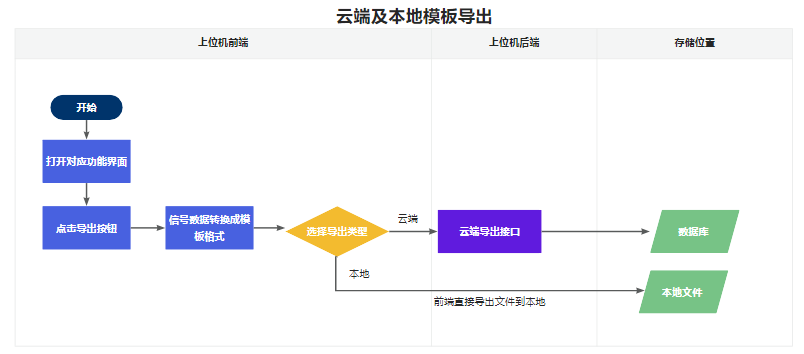 云端及本地模板导出
上位机前端
上位机后端
存储位置
开始
打开对应功能界面
点击导出按钮
信号数据转换成模
板格式
选择导出类型
云端
云端导出接口
数据库
本地
前端直接导出文件到本地
本地文件